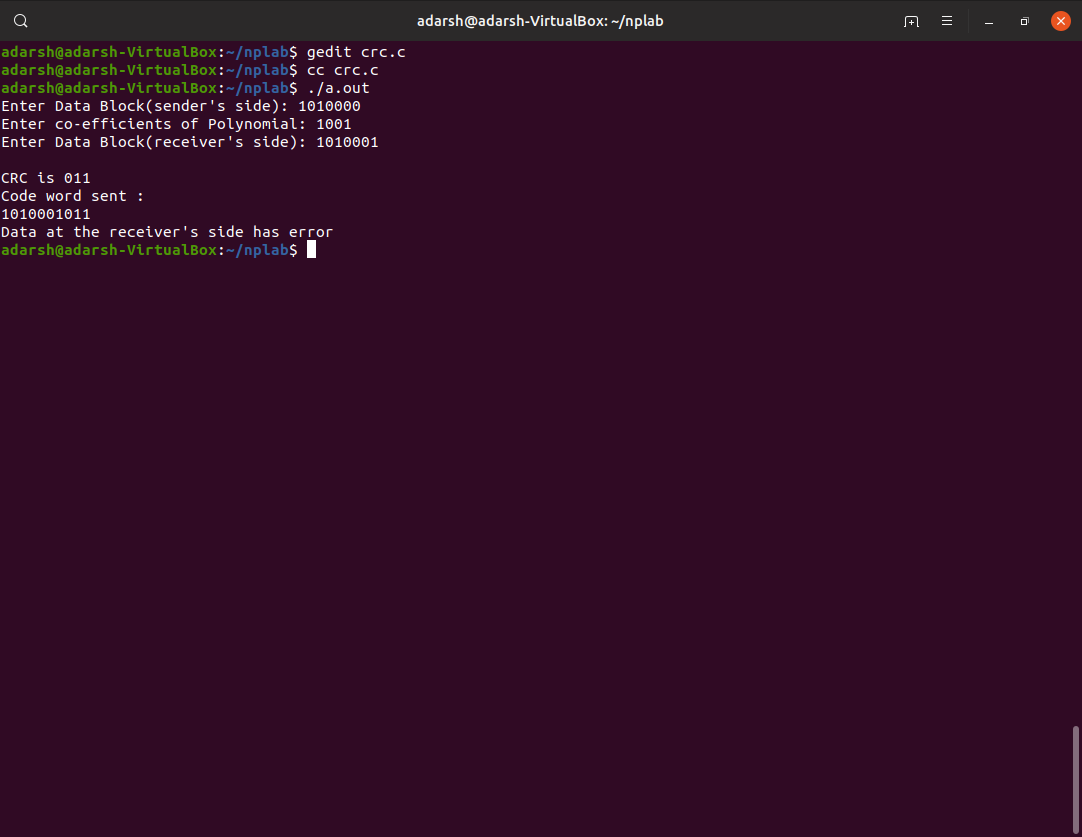 adarsh@adarsh-VirtualBox: ~/nplab
adarsh@adarsh-VirtualBox:~/nplab$ gedit crc.c
adarsh@adarsh-VirtualBox:~/nplab$ cc crc.c
adarsh@adarsh-VirtualBox:~/nplab$ ./a.out
Enter Data Block(sender's side): 1010000
Enter co-efficients of Polynomial: 1001
Enter Data Block(receiver's side): 1010001
CRC is 011
Code word sent :
1010001011
Data at the receiver's side has error
adarsh@adarsh-VirtualBox:~/nplab$